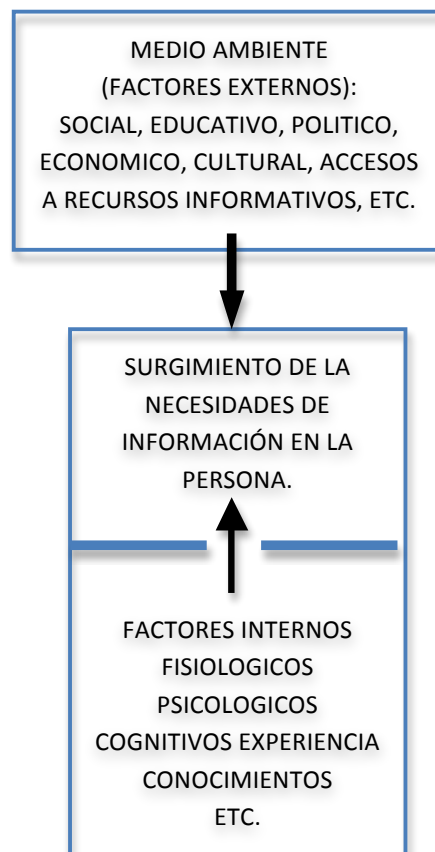 MEDIO AMBIENTE
(FACTORES EXTERNOS):
SOCIAL, EDUCATIVO, POLITICO,
ECONOMICO, CULTURAL, ACCESOS
A RECURSOS INFORMATIVOS, ETC.
SURGIMIENTO DE LA
NECESIDADES DE
INFORMACIÓN EN LA
PERSONA.
FACTORES INTERNOS
FISIOLOGICOS
PSICOLOGICOS
COGNITIVOS EXPERIENCIA
CONOCIMIENTOS
ETC.